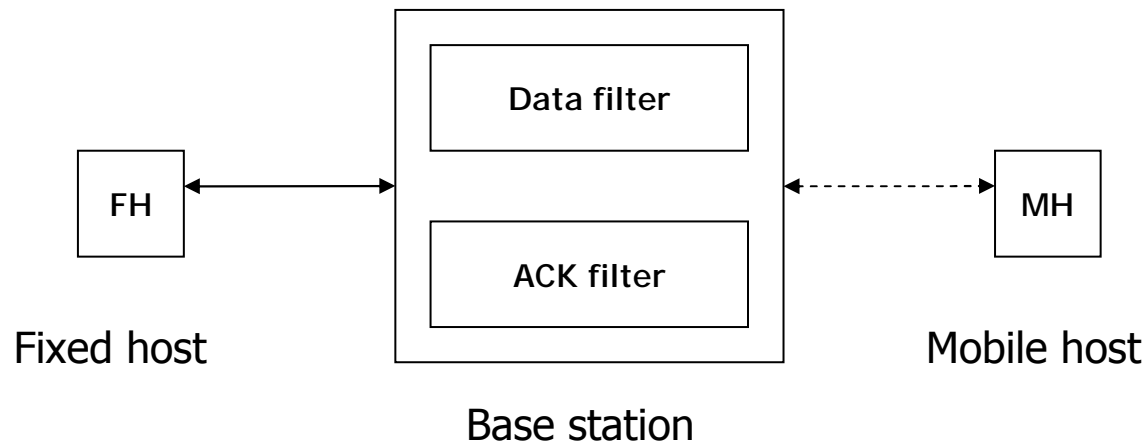 Data filter
FH
MH
ACK filter
Fixed host
Mobile host
Base station